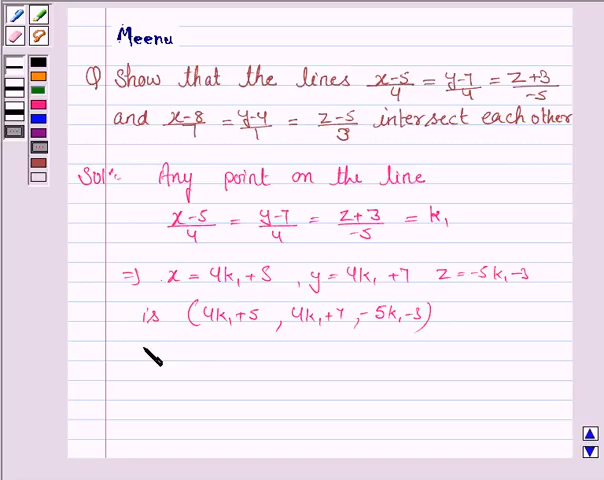 Meenu
Q Show that the lines x-5/4 = y-7/4 = z+3/-5
and x-8/7 = y-4/1 = z-5/3 intersect each other
Sol^n:- Any point on the line
x-5/4 = y-7/4 = z+3/-5 = k₁
⇒ x = 4k₁+5 , y = 4k₁+7 z = -5k₁-3
is (4k₁+5 , 4k₁+7 , -5k₁-3)